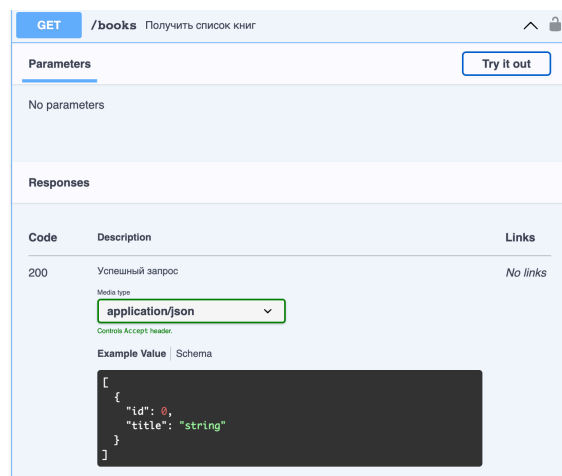 GET /books Получить список книг
Parameters Try it out
No parameters
Responses
Code Description Links
200 Успешный запрос No links
Media type
application/json
Controls Accept header.
Example Value Schema
[
  {
    "id": 0,
    "title": "string"
  }
]